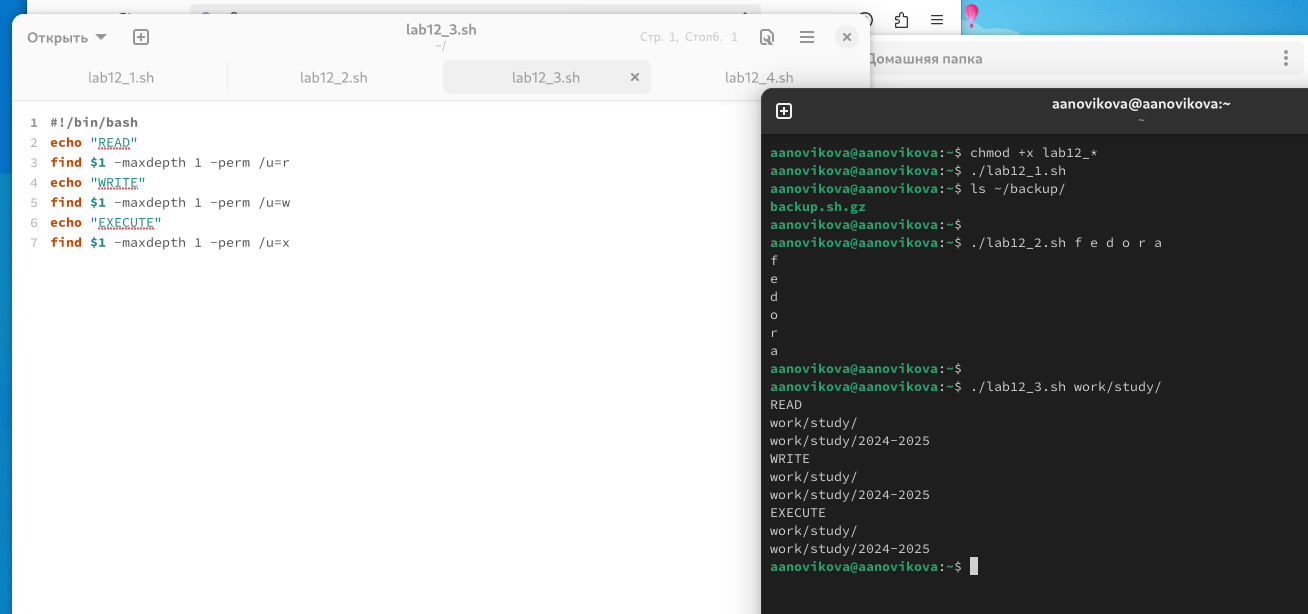 Открыть
lab12_3.sh
~/
Стр. 1, Столб. 1
lab12_1.sh
lab12_2.sh
lab12_3.sh
lab12_4.sh
1 #!/bin/bash
2 echo "READ"
3 find $1 -maxdepth 1 -perm /u=r
4 echo "WRITE"
5 find $1 -maxdepth 1 -perm /u=w
6 echo "EXECUTE"
7 find $1 -maxdepth 1 -perm /u=x
Домашняя папка
aanovikova@aanovikova:~
~
aanovikova@aanovikova:~$ chmod +x lab12_*
aanovikova@aanovikova:~$ ./lab12_1.sh
aanovikova@aanovikova:~$ ls ~/backup/
backup.sh.gz
aanovikova@aanovikova:~$
aanovikova@aanovikova:~$ ./lab12_2.sh f e d o r a
f
e
d
o
r
a
aanovikova@aanovikova:~$
aanovikova@aanovikova:~$ ./lab12_3.sh work/study/
READ
work/study/
work/study/2024-2025
WRITE
work/study/
work/study/2024-2025
EXECUTE
work/study/
work/study/2024-2025
aanovikova@aanovikova:~$